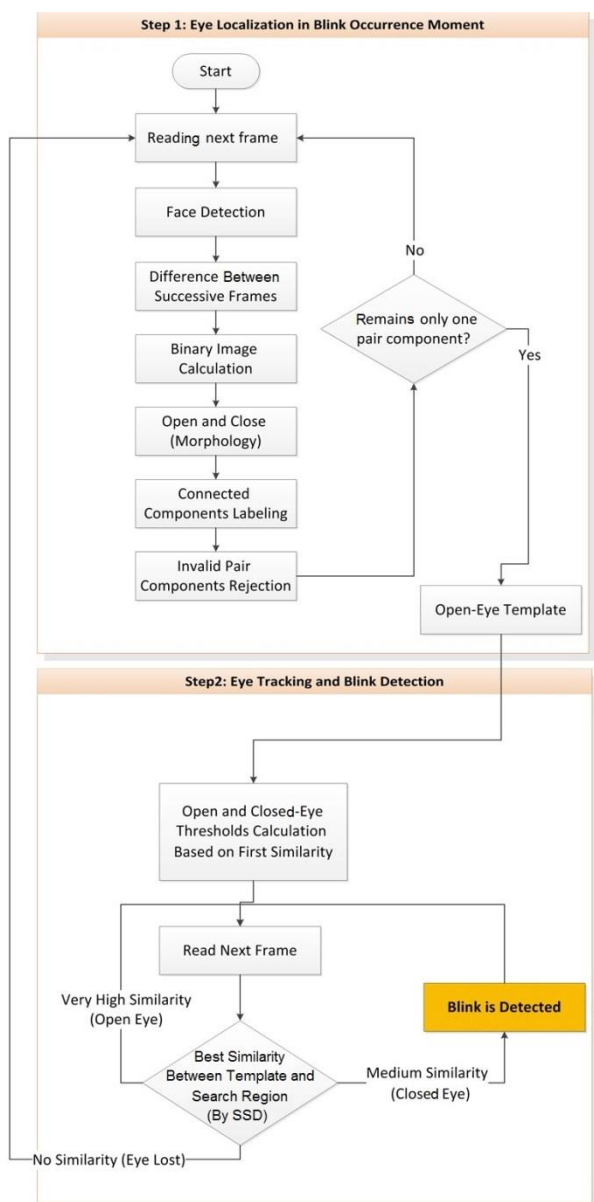 Step 1: Eye Localization in Blink Occurrence Moment
Start
Reading next frame
Face Detection
Difference Between
Successive Frames
Binary Image
Calculation
Open and Close
(Morphology)
Connected
Components Labeling
Invalid Pair
Components Rejection
No
Remains only one
pair component?
Yes
Open-Eye Template
Step2: Eye Tracking and Blink Detection
Open and Closed-Eye
Thresholds Calculation
Based on First Similarity
Read Next Frame
Very High Similarity
(Open Eye)
Blink is Detected
Best Similarity
Between Template and
Search Region
(By SSD)
Medium Similarity
(Closed Eye)
No Similarity (Eye Lost)